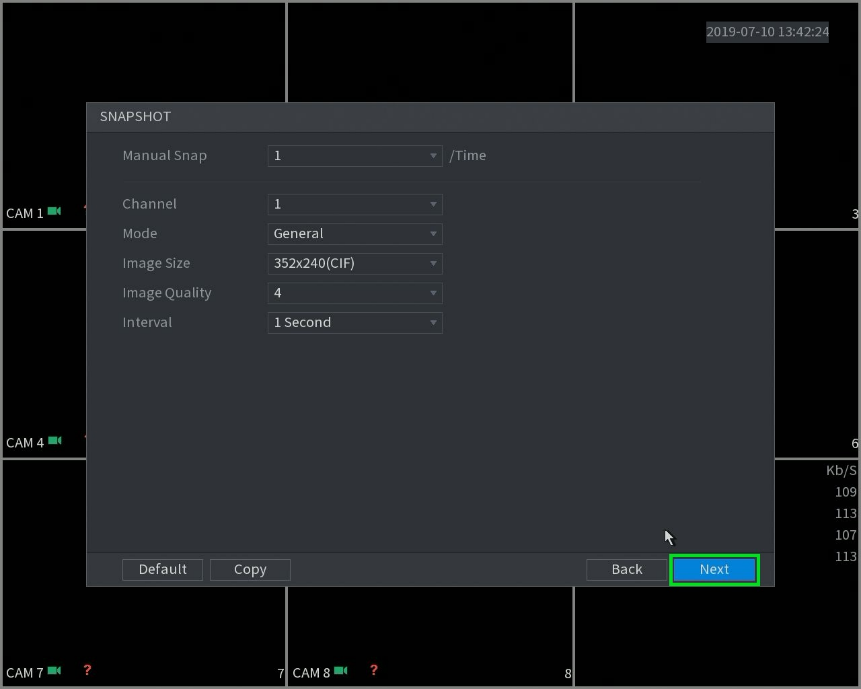 2019-07-10 13:42:24
SNAPSHOT
Manual Snap 1 /Time
Channel 1
Mode General
Image Size 352x240(CIF)
Image Quality 4
Interval 1 Second
CAM 1 3
CAM 4 6
Kb/S
109
113
107
113
Default Copy Back Next
CAM 7 ? 7 CAM 8 ? 8